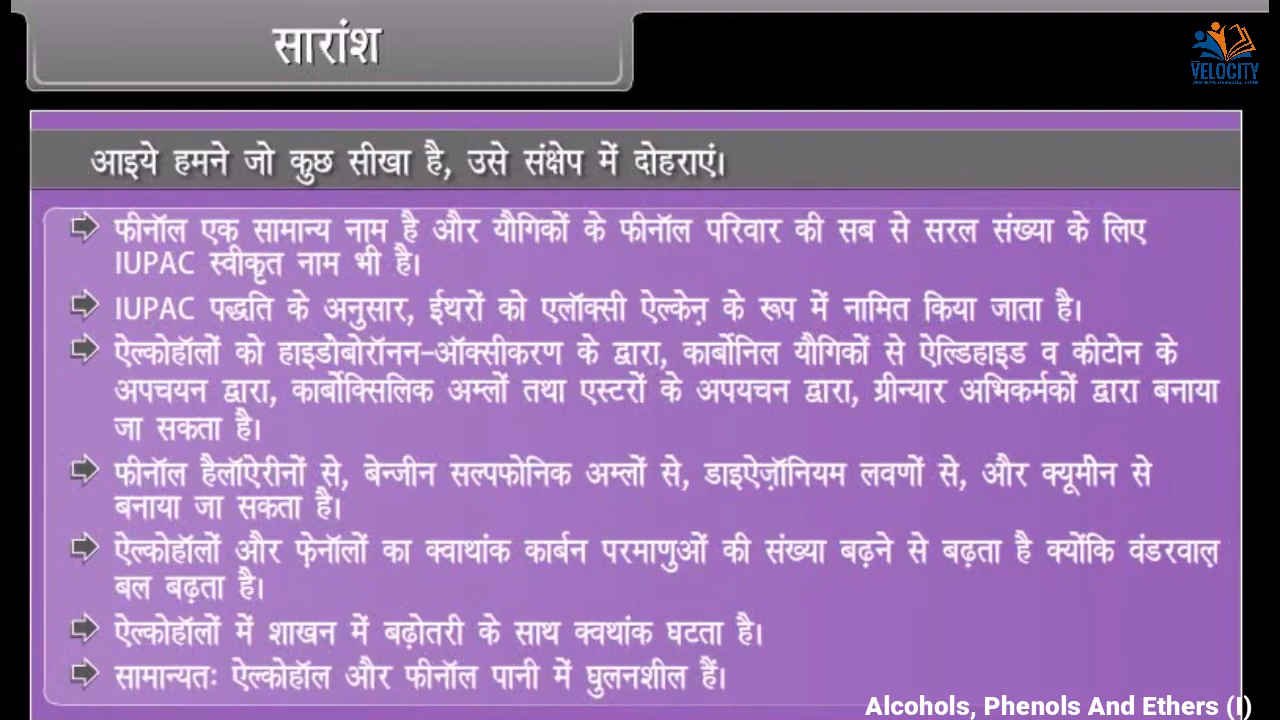 सारांश
VELOCITY
आइये हमने जो कुछ सीखा है, उसे संक्षेप में दोहराएं।
फीनॉल एक सामान्य नाम है और यौगिकों के फीनॉल परिवार की सब से सरल संख्या के लिए
IUPAC स्वीकृत नाम भी है।
IUPAC पद्धति के अनुसार, ईथरों को एलॉक्सी ऐल्केऩ के रूप में नामित किया जाता है।
ऐल्कोहॉलों को हाइडोबोरॉनन-ऑक्सीकरण के द्वारा, कार्बोनिल यौगिकों से ऐल्डिहाइड व कीटोन के
अपचयन द्वारा, कार्बोक्सिलिक अम्लों तथा एस्टरों के अपयचन द्वारा, ग्रीन्यार अभिकर्मकों द्वारा बनाया
जा सकता है।
फीनॉल हैलॉऐरीनों से, बेन्जीन सल्पफोनिक अम्लों से, डाइऐज़ॉनियम लवणों से, और क्यूमीन से
बनाया जा सकता है।
ऐल्कोहॉलों और फ़ेनॉलों का क्वाथांक कार्बन परमाणुओं की संख्या बढ़ने से बढ़ता है क्योंकि वंडरवाल़
बल बढ़ता है।
ऐल्कोहॉलों में शाखन में बढ़ोतरी के साथ क्वथांक घटता है।
सामान्यतः ऐल्कोहॉल और फीनॉल पानी में घुलनशील हैं।
Alcohols, Phenols And Ethers (I)